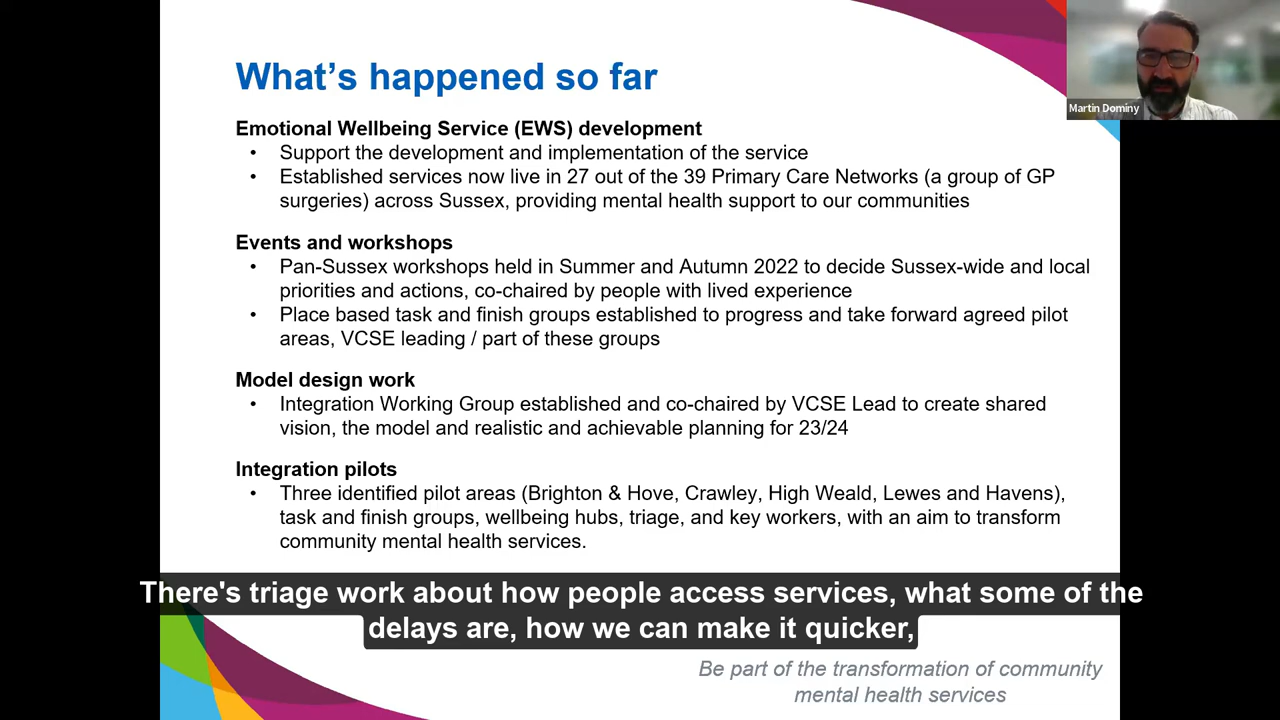 What's happened so far
Martin Dominy
Emotional Wellbeing Service (EWS) development
• Support the development and implementation of the service
• Established services now live in 27 out of the 39 Primary Care Networks (a group of GP
surgeries) across Sussex, providing mental health support to our communities
Events and workshops
• Pan-Sussex workshops held in Summer and Autumn 2022 to decide Sussex-wide and local
priorities and actions, co-chaired by people with lived experience
• Place based task and finish groups established to progress and take forward agreed pilot
areas, VCSE leading / part of these groups
Model design work
• Integration Working Group established and co-chaired by VCSE Lead to create shared
vision, the model and realistic and achievable planning for 23/24
Integration pilots
• Three identified pilot areas (Brighton & Hove, Crawley, High Weald, Lewes and Havens),
task and finish groups, wellbeing hubs, triage, and key workers, with an aim to transform
community mental health services.
There's triage work about how people access services, what some of the
delays are, how we can make it quicker,
Be part of the transformation of community
mental health services